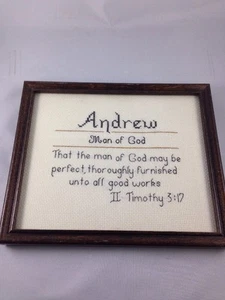 Andrew
Man of God
That the man of God may be
perfect, thoroughly furnished
unto all good works
II Timothy 3:17